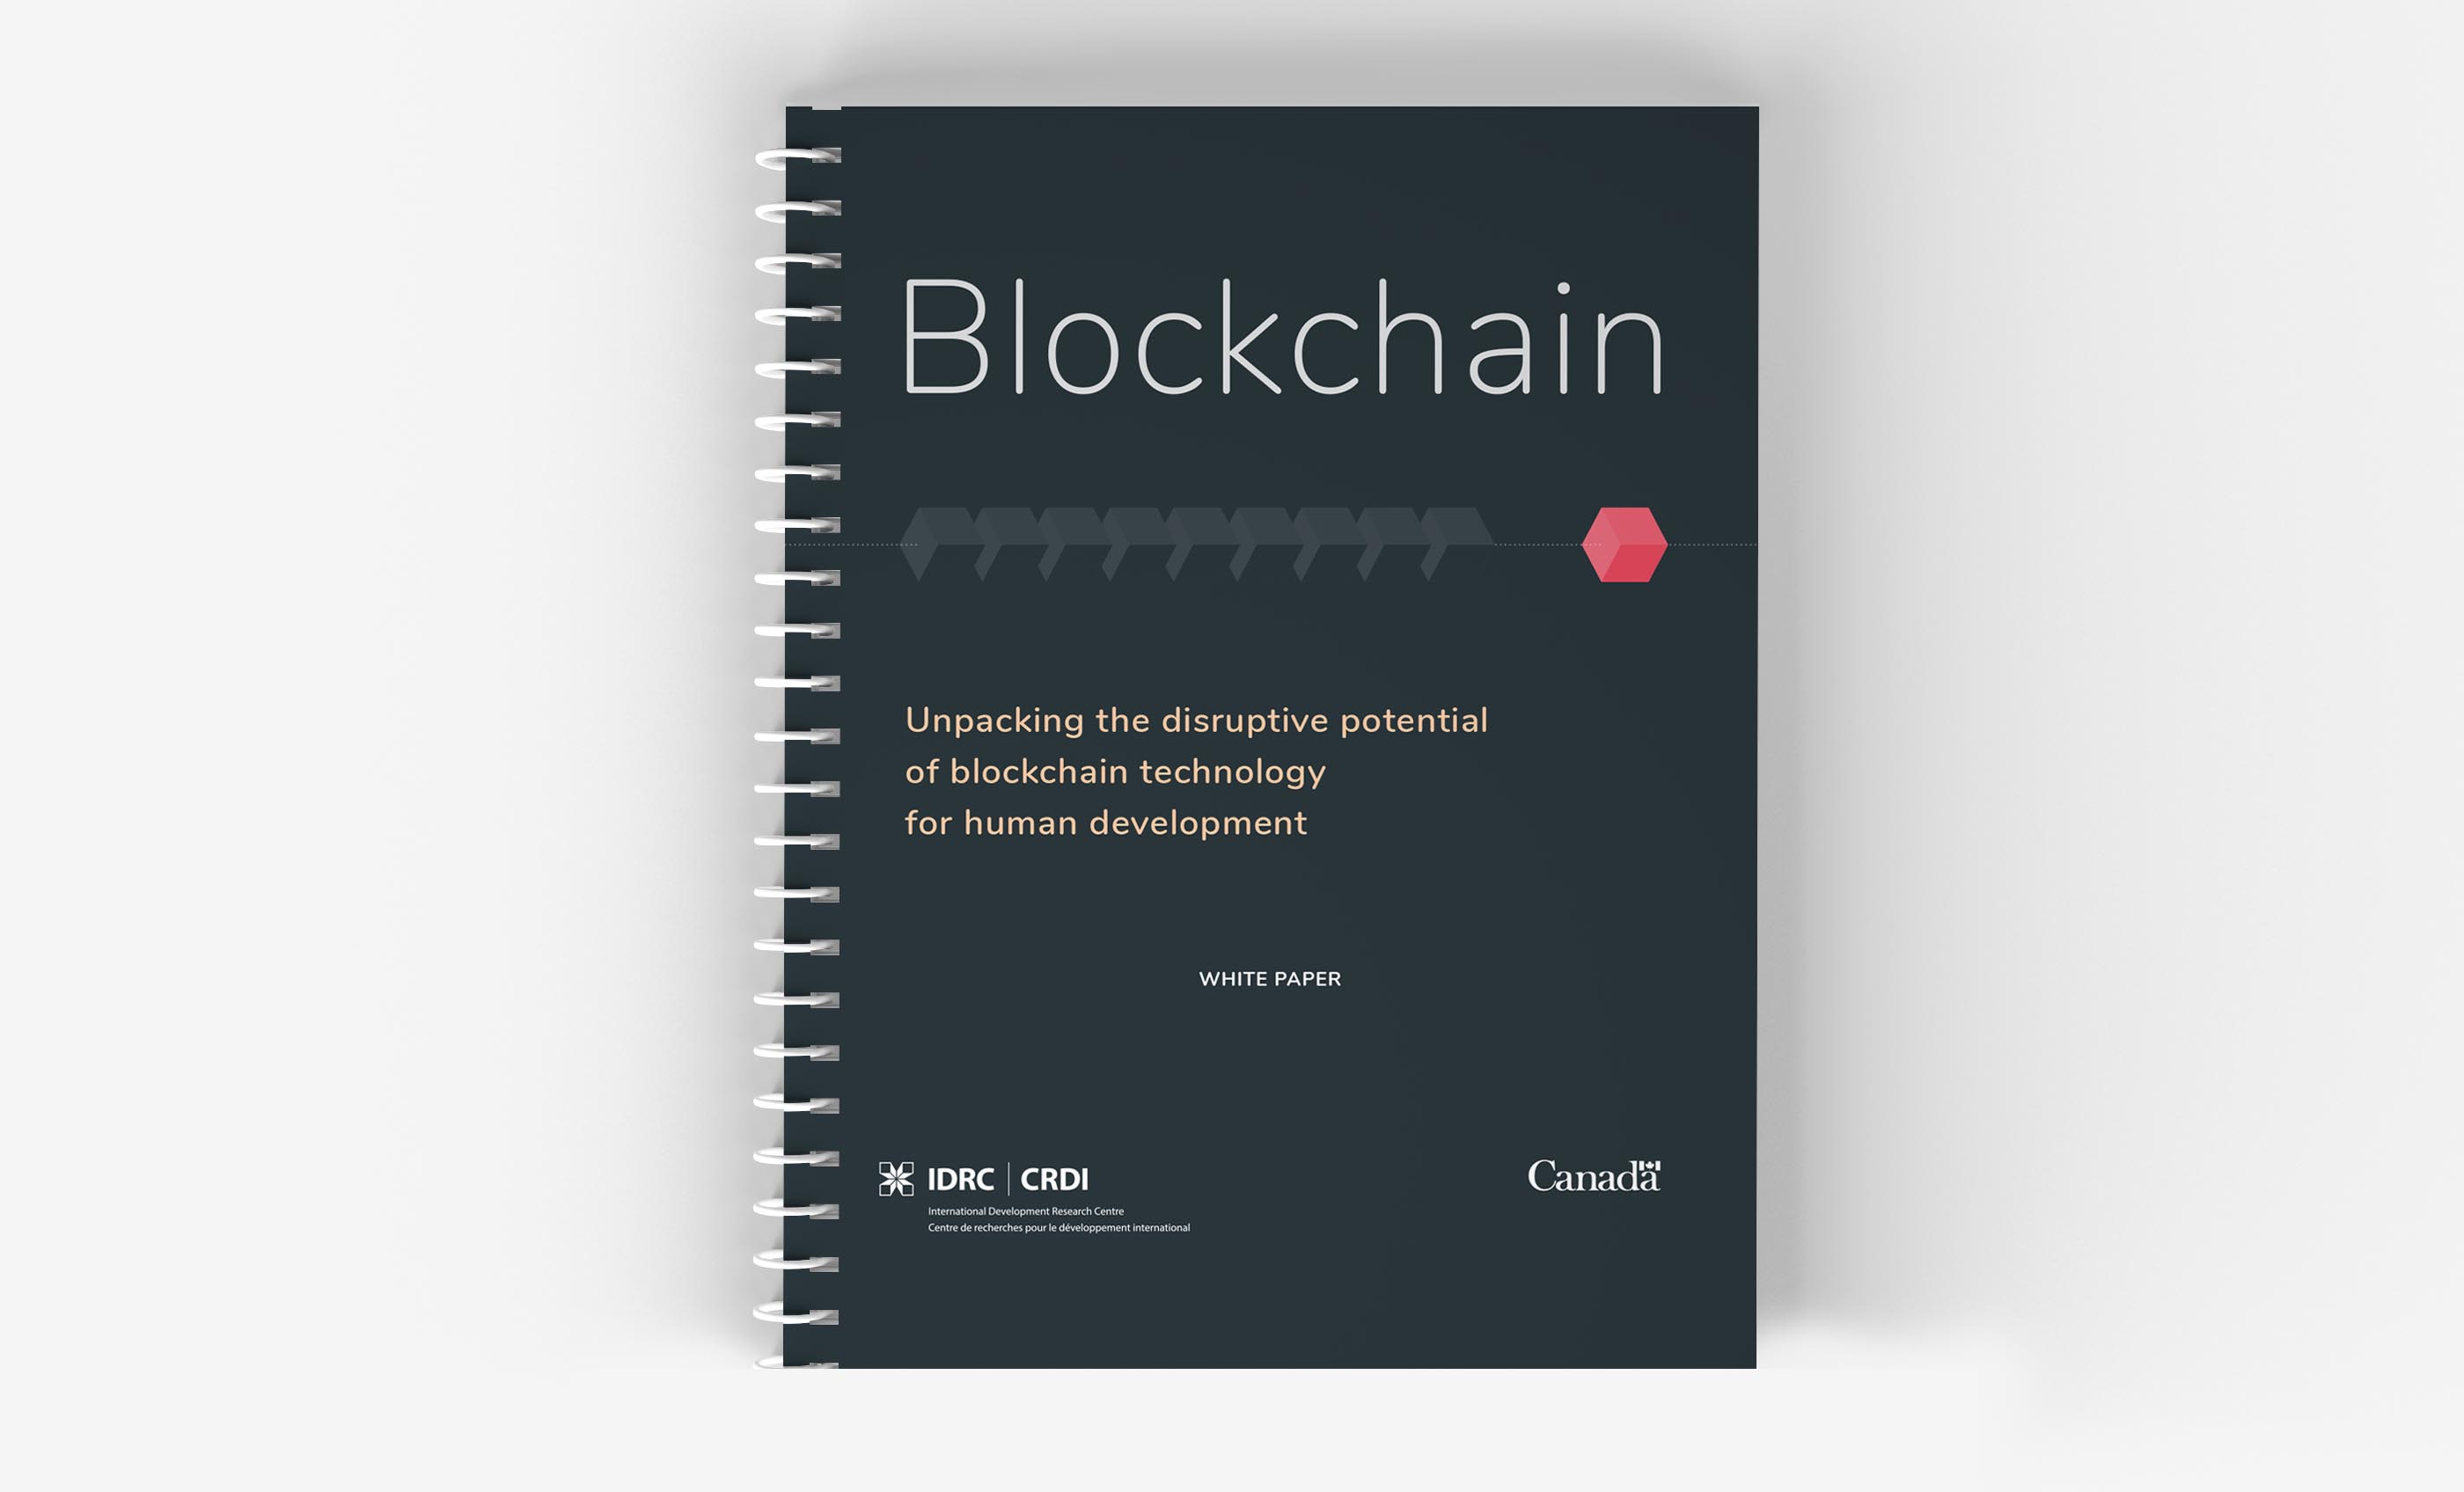 Blockchain
Unpacking the disruptive potential
of blockchain technology
for human development
WHITE PAPER
IDRC | CRDI
Canada
International Development Research Centre
Centre de recherches pour le développement international